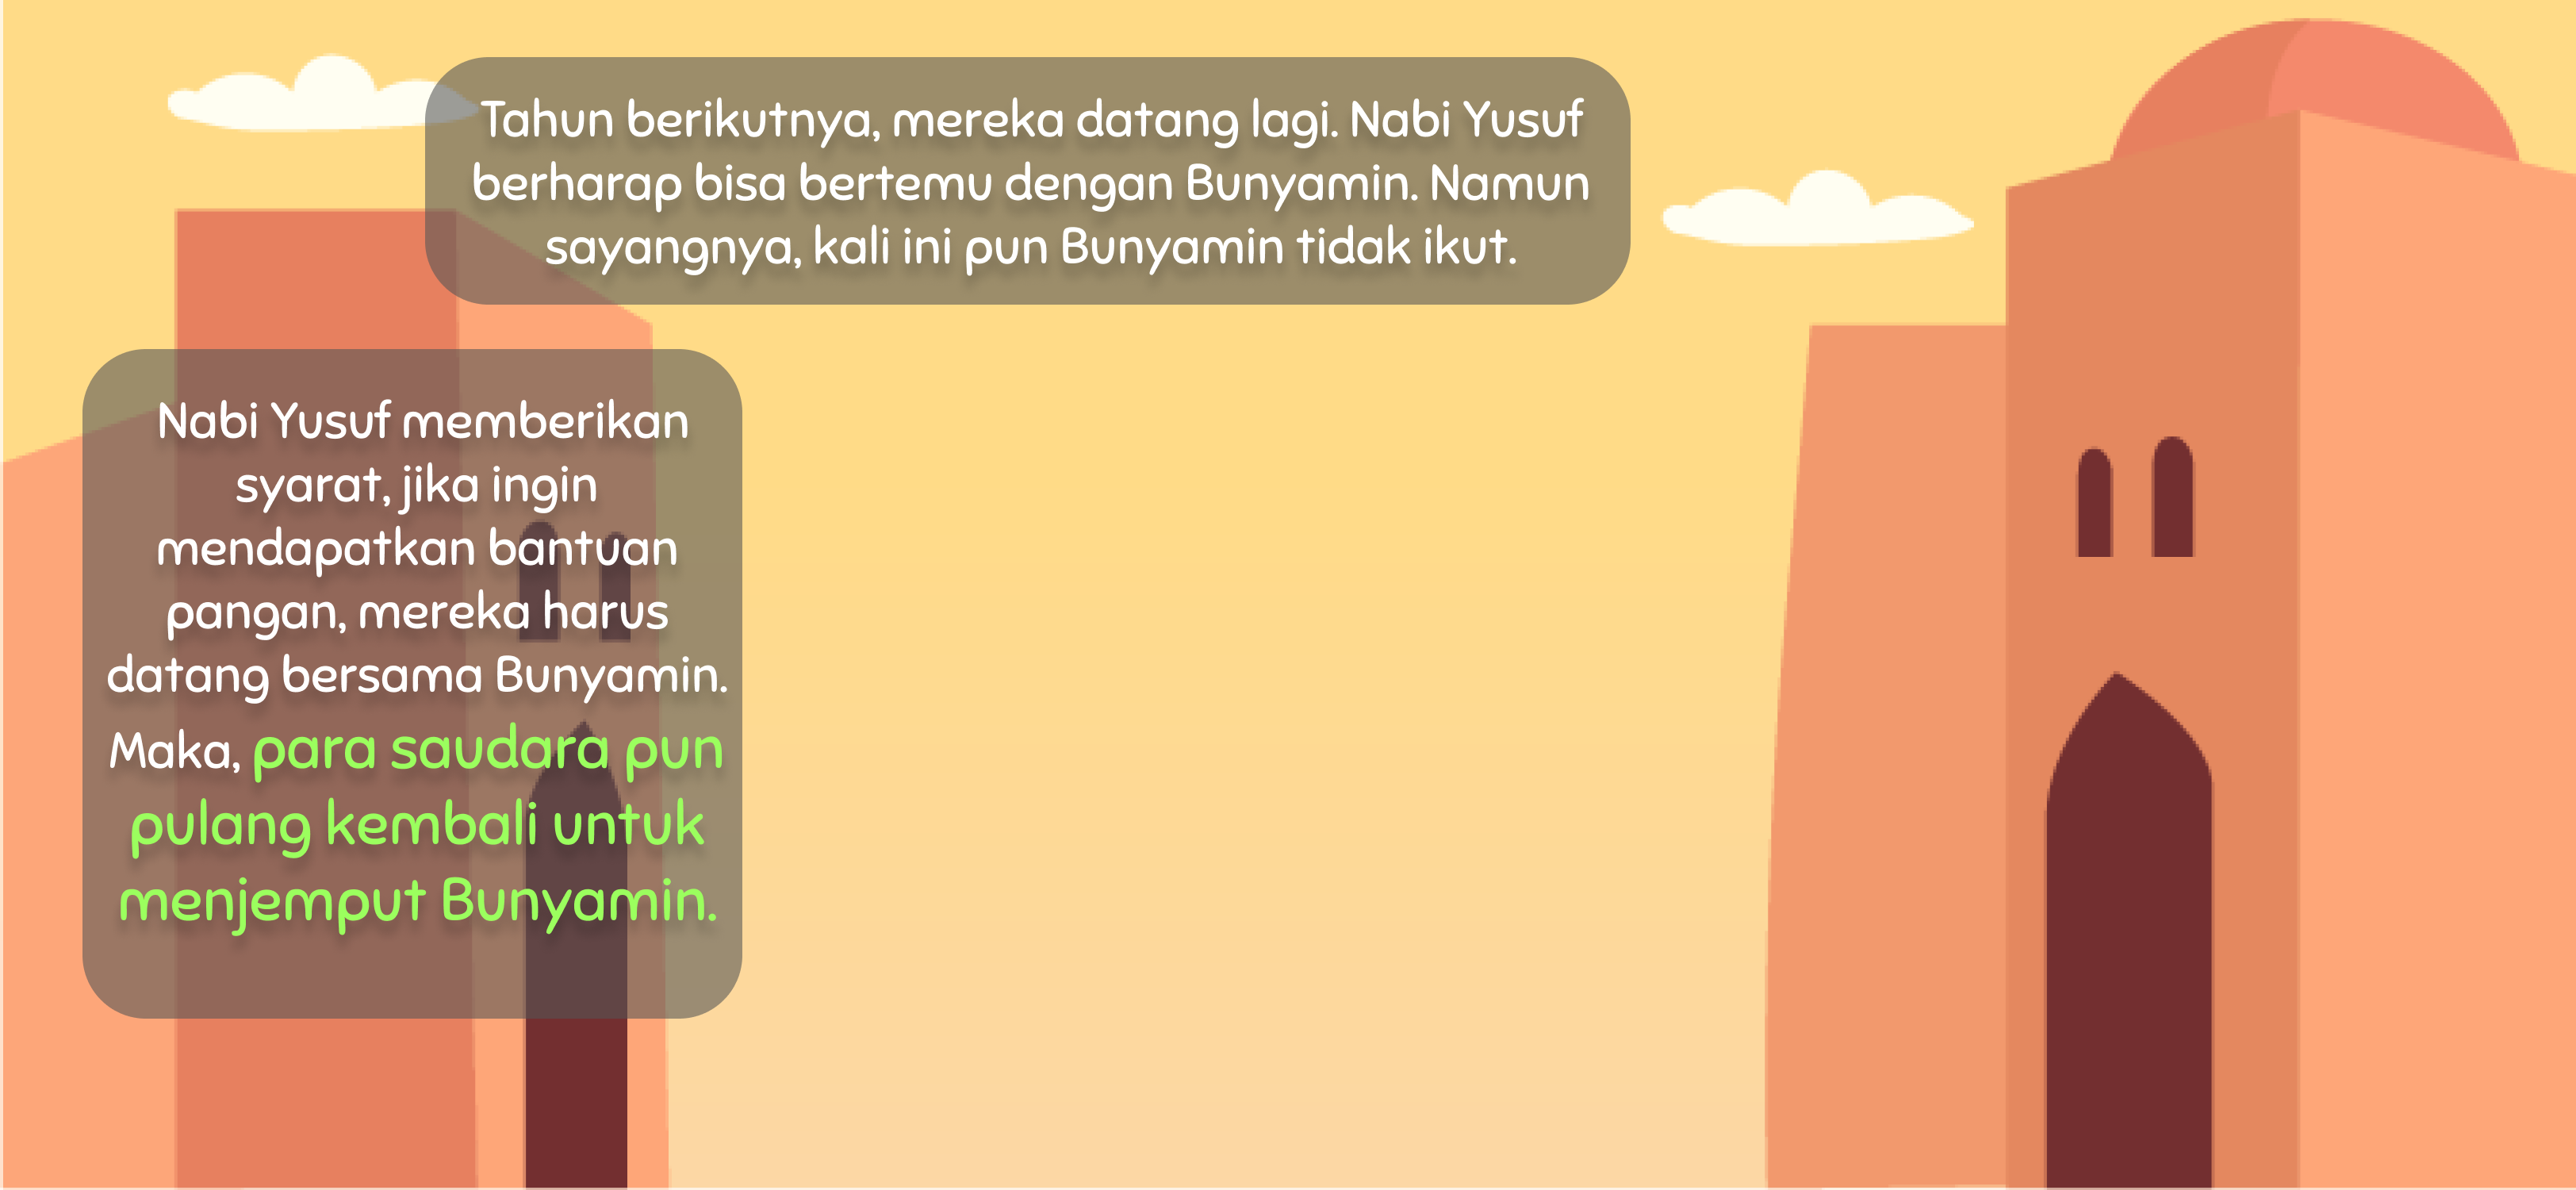 Tahun berikutnya, mereka datang lagi. Nabi Yusuf
berharap bisa bertemu dengan Bunyamin. Namun
sayangnya, kali ini pun Bunyamin tidak ikut.
Nabi Yusuf memberikan
syarat, jika ingin
mendapatkan bantuan
pangan, mereka harus
datang bersama Bunyamin.
Maka, para saudara pun
pulang kembali untuk
menjemput Bunyamin.